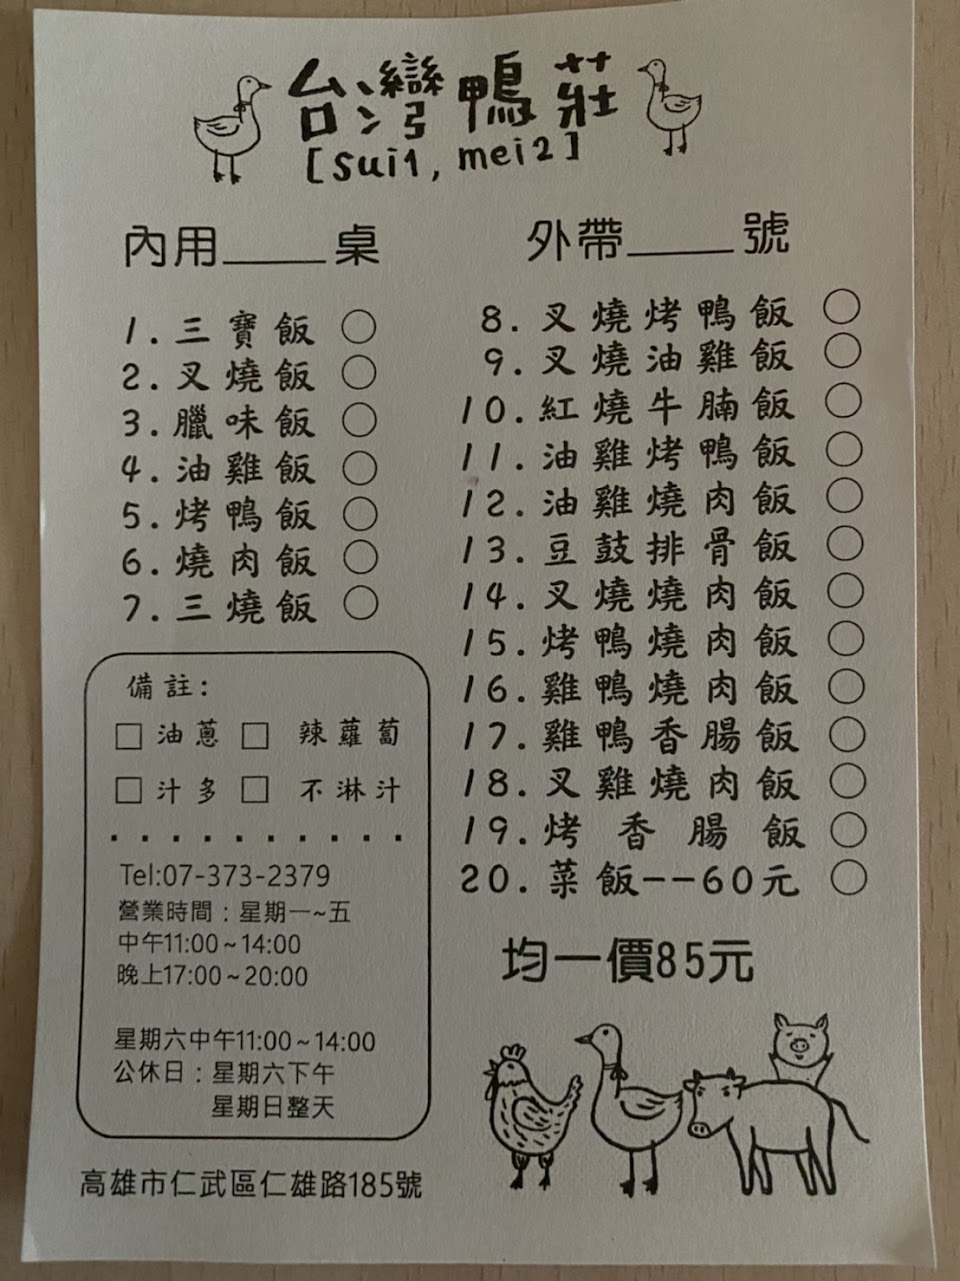 台灣鴨莊
[sui1, mei2]
內用____桌
外帶____號
1.三寶飯
2.叉燒飯
3.臘味飯
4.油雞飯
5.烤鴨飯
6.燒肉飯
7.三燒飯
8.叉燒烤鴨飯
9.叉燒油雞飯
10.紅燒牛腩飯
11.油雞烤鴨飯
12.油雞燒肉飯
13.豆鼓排骨飯
14.叉燒燒肉飯
15.烤鴨燒肉飯
16.雞鴨燒肉飯
17.雞鴨香腸飯
18.叉雞燒肉飯
19.烤香腸飯
20.菜飯--60元
均一價85元
備註:
油蔥 辣蘿蔔
汁多 不淋汁
Tel:07-373-2379
營業時間：星期一~五
中午11:00~14:00
晚上17:00~20:00
星期六中午11:00~14:00
公休日：星期六下午
星期日整天
高雄市仁武區仁雄路185號